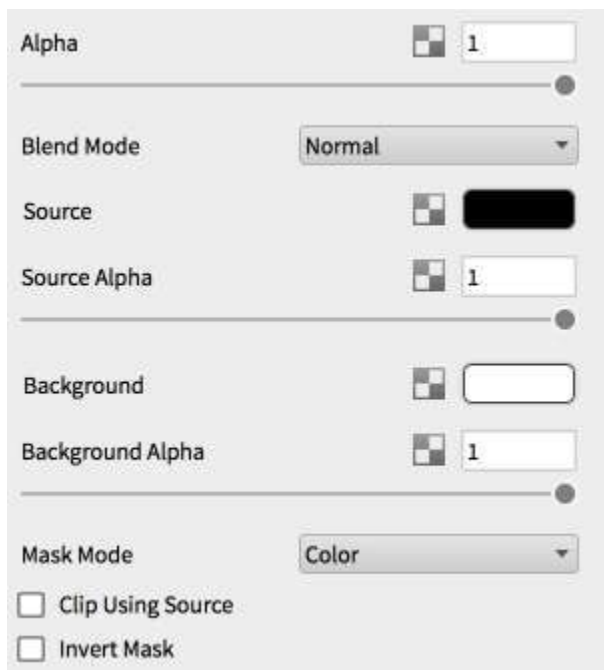 Alpha 1
Blend Mode Normal
Source
Source Alpha 1
Background
Background Alpha 1
Mask Mode Color
Clip Using Source
Invert Mask